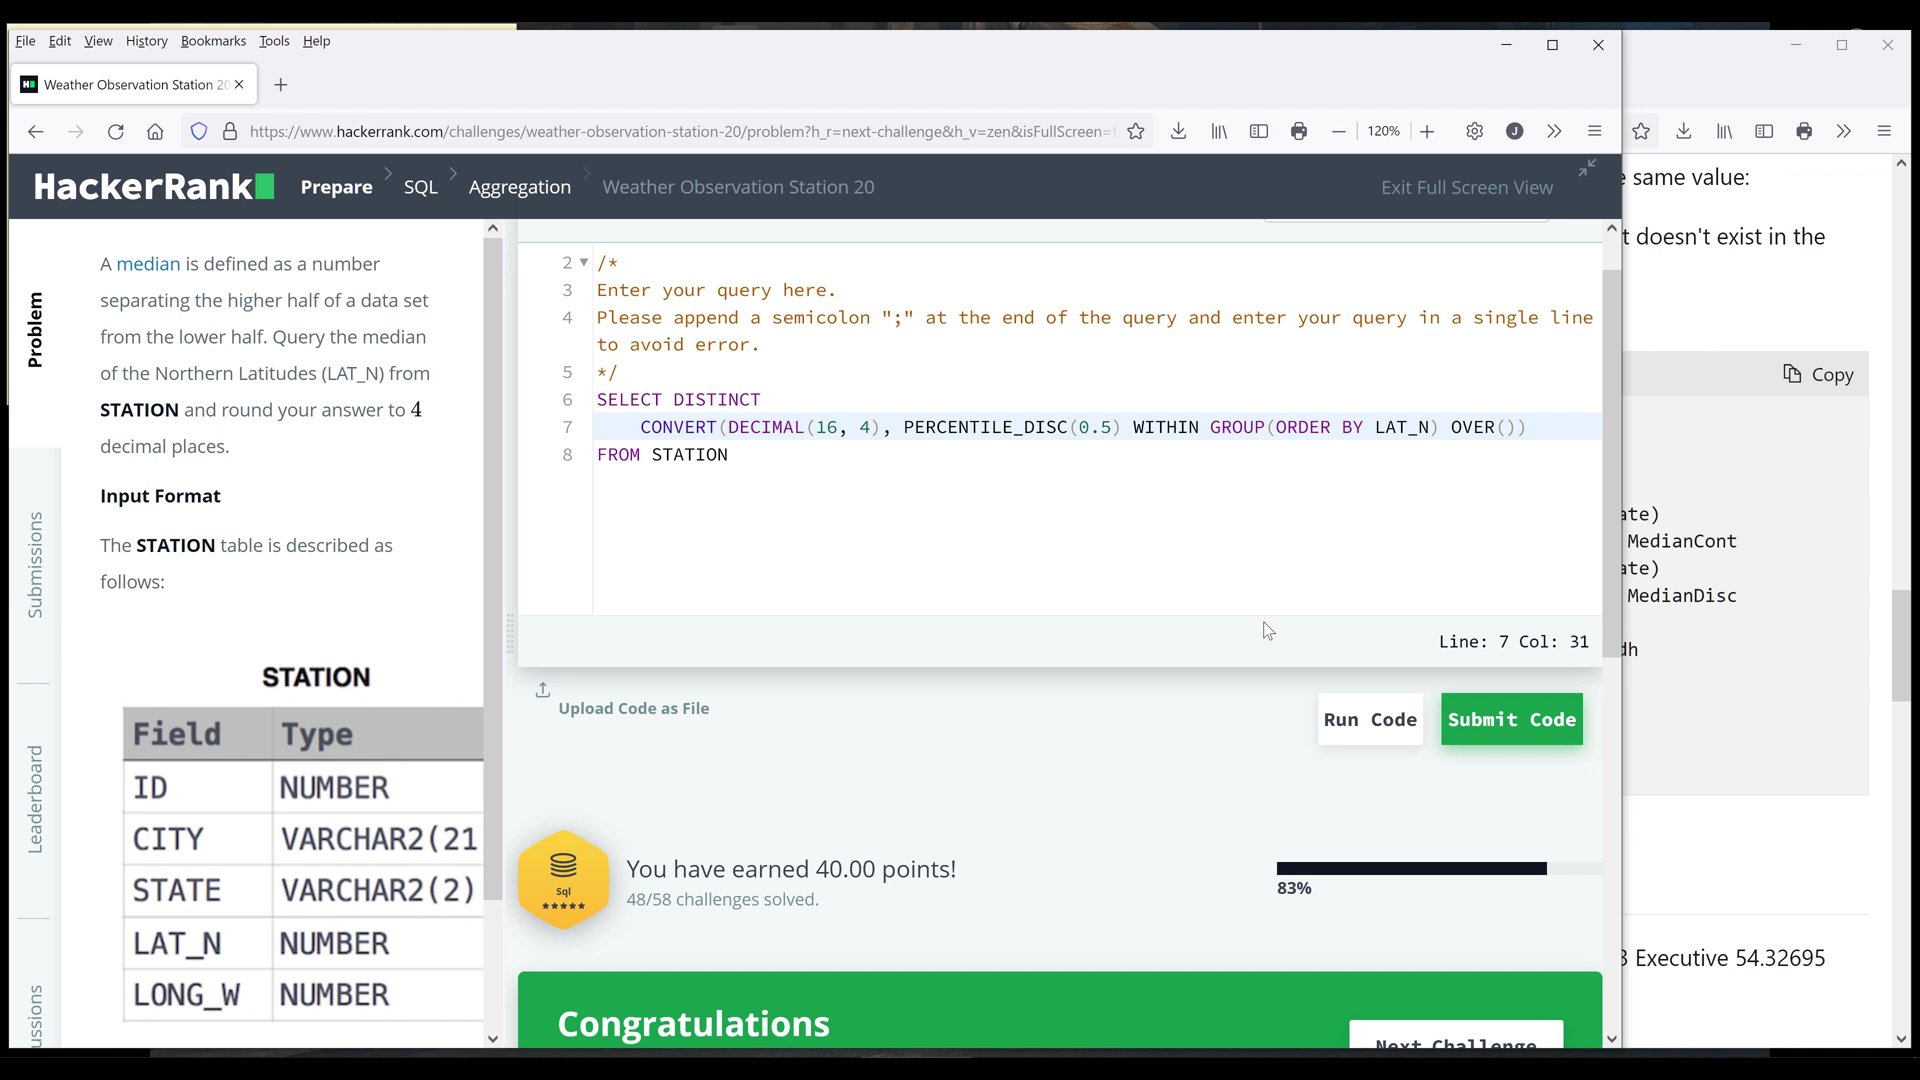 File Edit View History Bookmarks Tools Help
Weather Observation Station 20
https://www.hackerrank.com/challenges/weather-observation-station-20/problem?h_r=next-challenge&h_v=zen&isFullScreen=
120%
J
HackerRank
Prepare
SQL
Aggregation
Weather Observation Station 20
Exit Full Screen View
Problem
Submissions
Leaderboard
ussions
A median is defined as a number
separating the higher half of a data set
from the lower half. Query the median
of the Northern Latitudes (LAT_N) from
STATION and round your answer to 4
decimal places.
Input Format
The STATION table is described as
follows:
STATION
Field Type
ID NUMBER
CITY VARCHAR2(21
STATE VARCHAR2(2)
LAT_N NUMBER
LONG_W NUMBER
2 /*
3 Enter your query here.
4 Please append a semicolon ";" at the end of the query and enter your query in a single line
to avoid error.
5 */
6 SELECT DISTINCT
7 CONVERT(DECIMAL(16, 4), PERCENTILE_DISC(0.5) WITHIN GROUP(ORDER BY LAT_N) OVER())
8 FROM STATION
Line: 7 Col: 31
Upload Code as File
Run Code
Submit Code
Sql
You have earned 40.00 points!
48/58 challenges solved.
83%
Congratulations
Next Challenge
same value:
t doesn't exist in the
Copy
ate)
MedianCont
ate)
MedianDisc
dh
Executive 54.32695